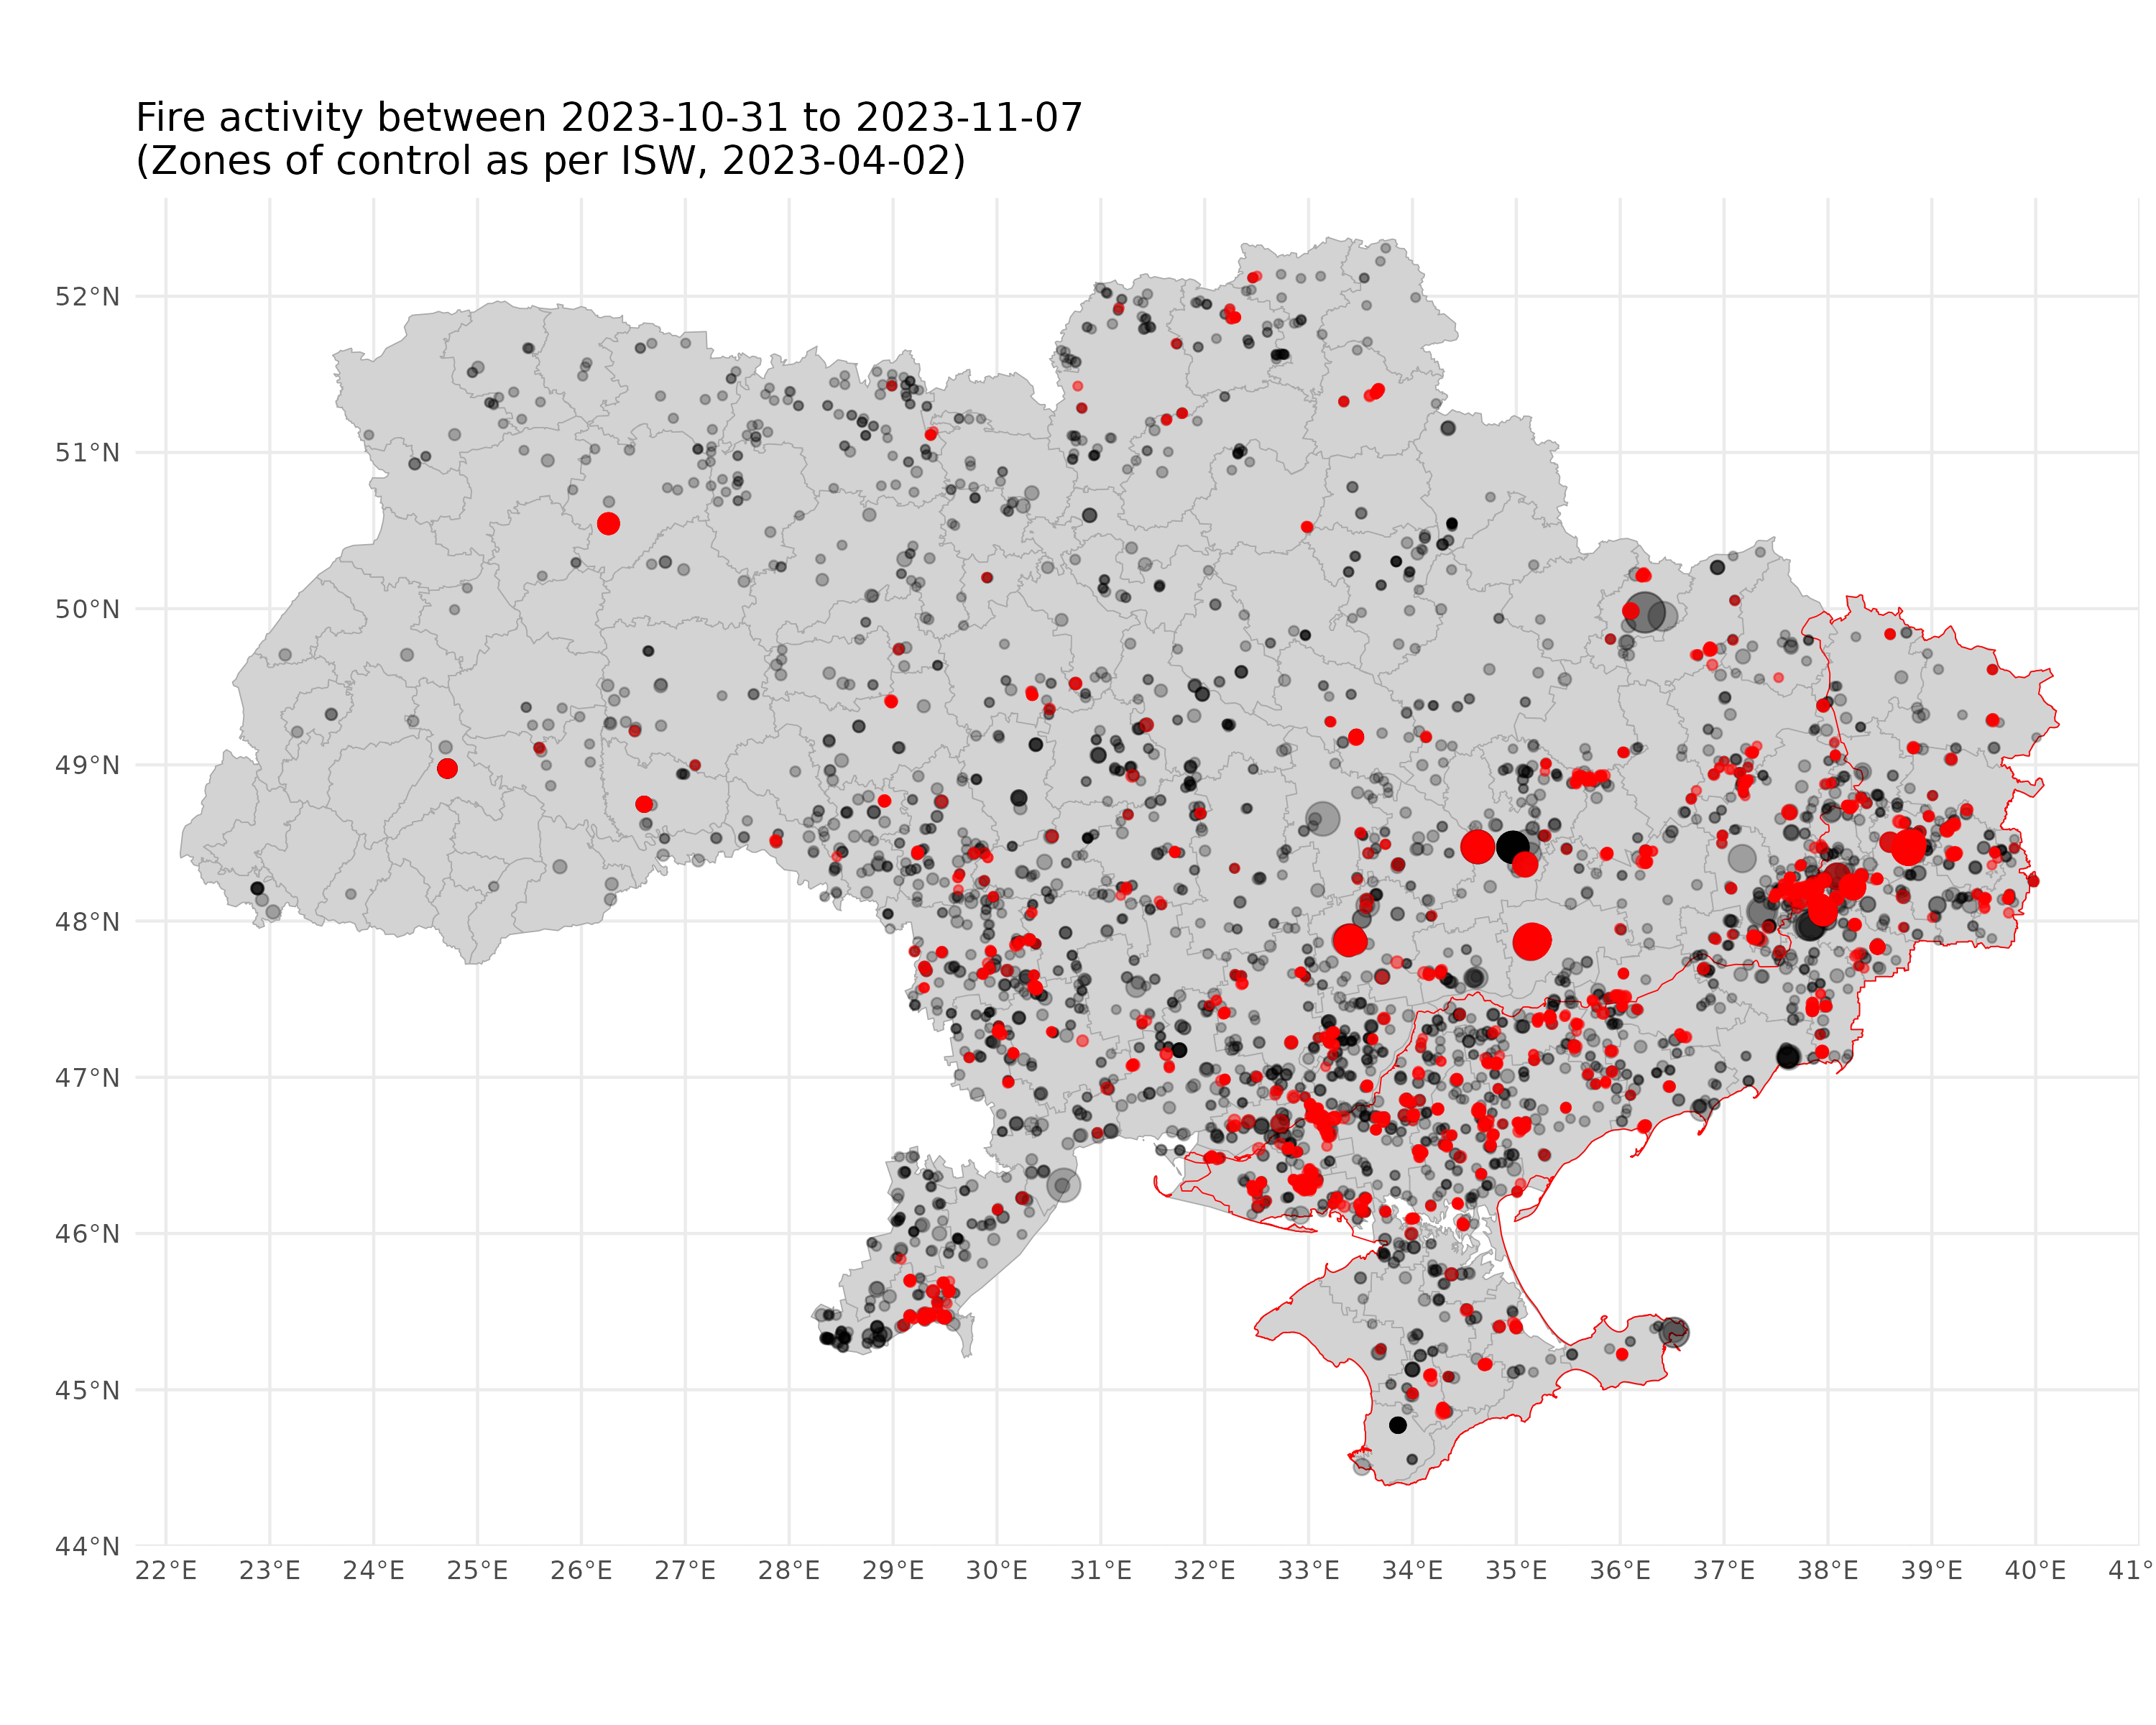 Fire activity between 2023-10-31 to 2023-11-07
(Zones of control as per ISW, 2023-04-02)
52°N
51°N
50°N
49°N
48°N
47°N
46°N
45°N
44°N
22°E 23°E 24°E 25°E 26°E 27°E 28°E 29°E 30°E 31°E 32°E 33°E 34°E 35°E 36°E 37°E 38°E 39°E 40°E 41°